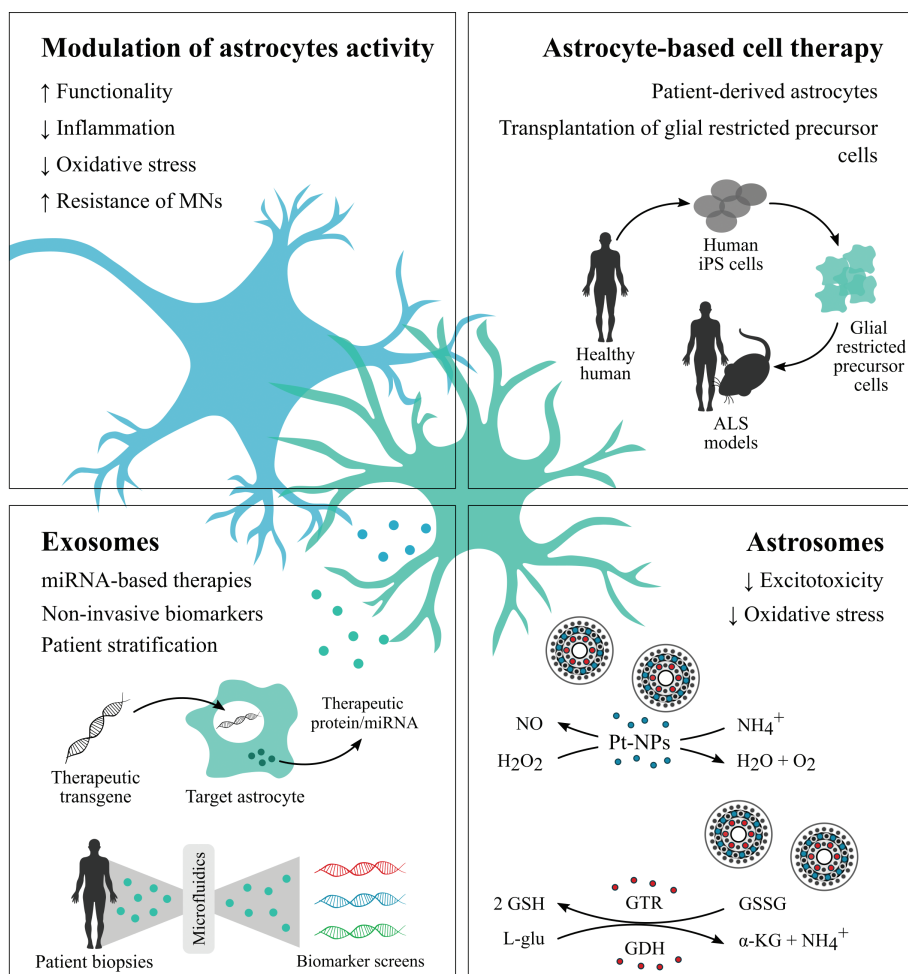 Modulation of astrocytes activity
↑ Functionality
↓ Inflammation
↓ Oxidative stress
↑ Resistance of MNs
Astrocyte-based cell therapy
Patient-derived astrocytes
Transplantation of glial restricted precursor
cells
Human
iPS cells
Healthy
human
Glial
restricted
precursor
cells
ALS
models
Exosomes
miRNA-based therapies
Non-invasive biomarkers
Patient stratification
Therapeutic
protein/miRNA
Therapeutic
transgene
Target astrocyte
Microfluidics
Patient biopsies
Biomarker screens
Astrosomes
↓ Excitotoxicity
↓ Oxidative stress
NO
Pt-NPs
NH₄⁺
H₂O₂
H₂O + O₂
2 GSH
GTR
GSSG
L-glu
GDH
α-KG + NH₄⁺